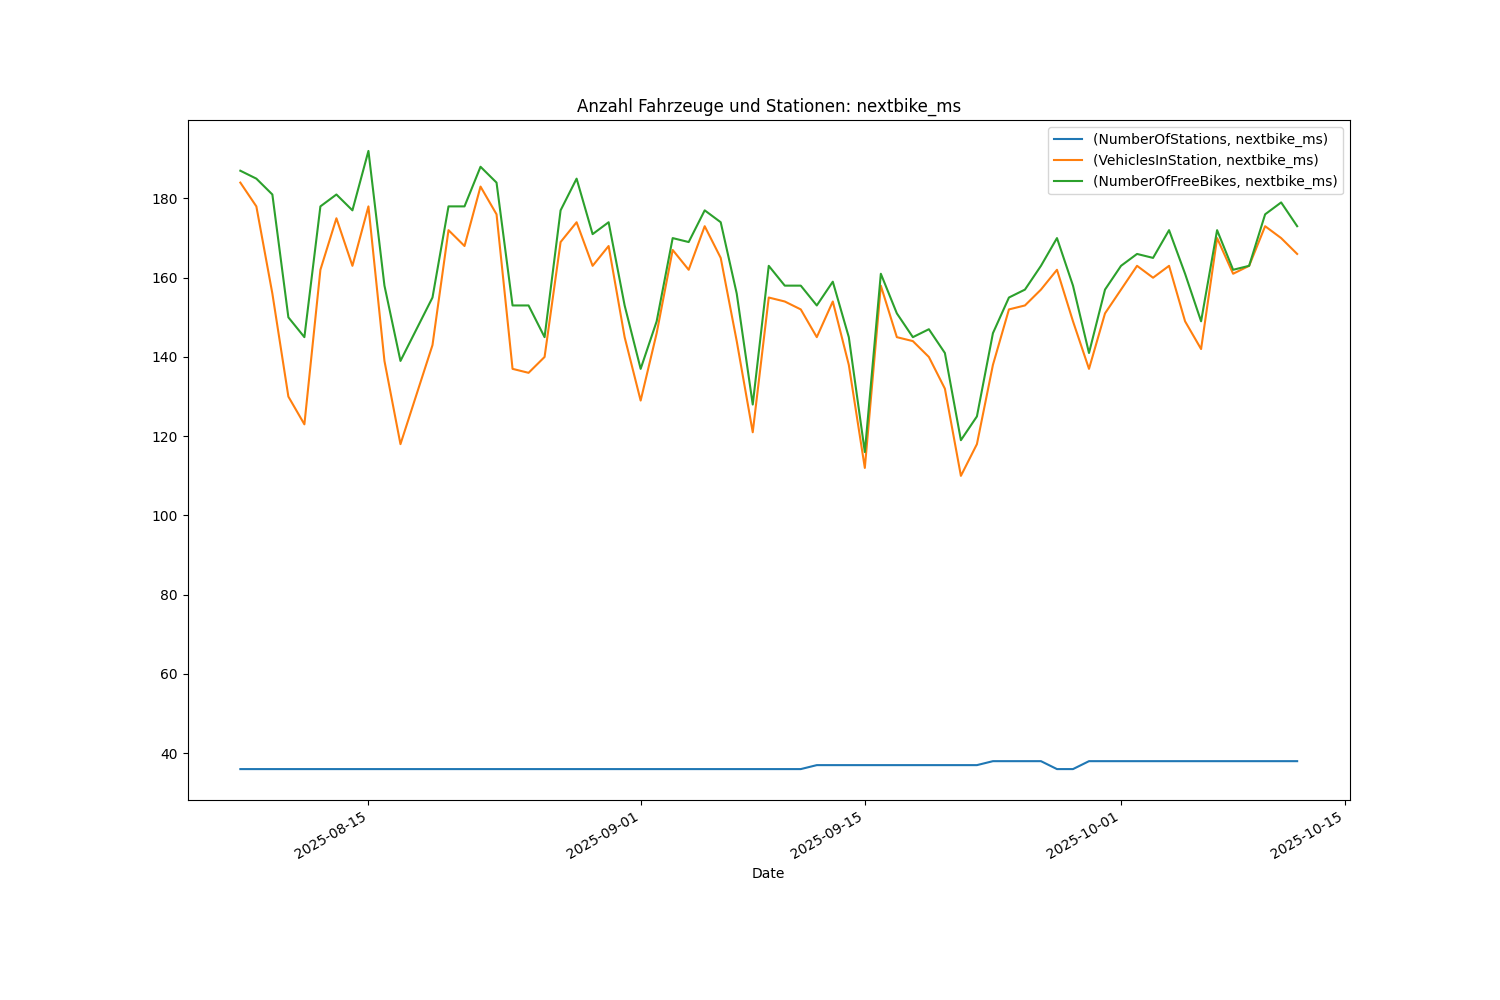 Anzahl Fahrzeuge und Stationen: nextbike_ms
(NumberOfStations, nextbike_ms)
(VehiclesInStation, nextbike_ms)
(NumberOfFreeBikes, nextbike_ms)
180
160
140
120
100
80
60
40
2025-08-15
2025-09-01
2025-09-15
2025-10-01
2025-10-15
Date